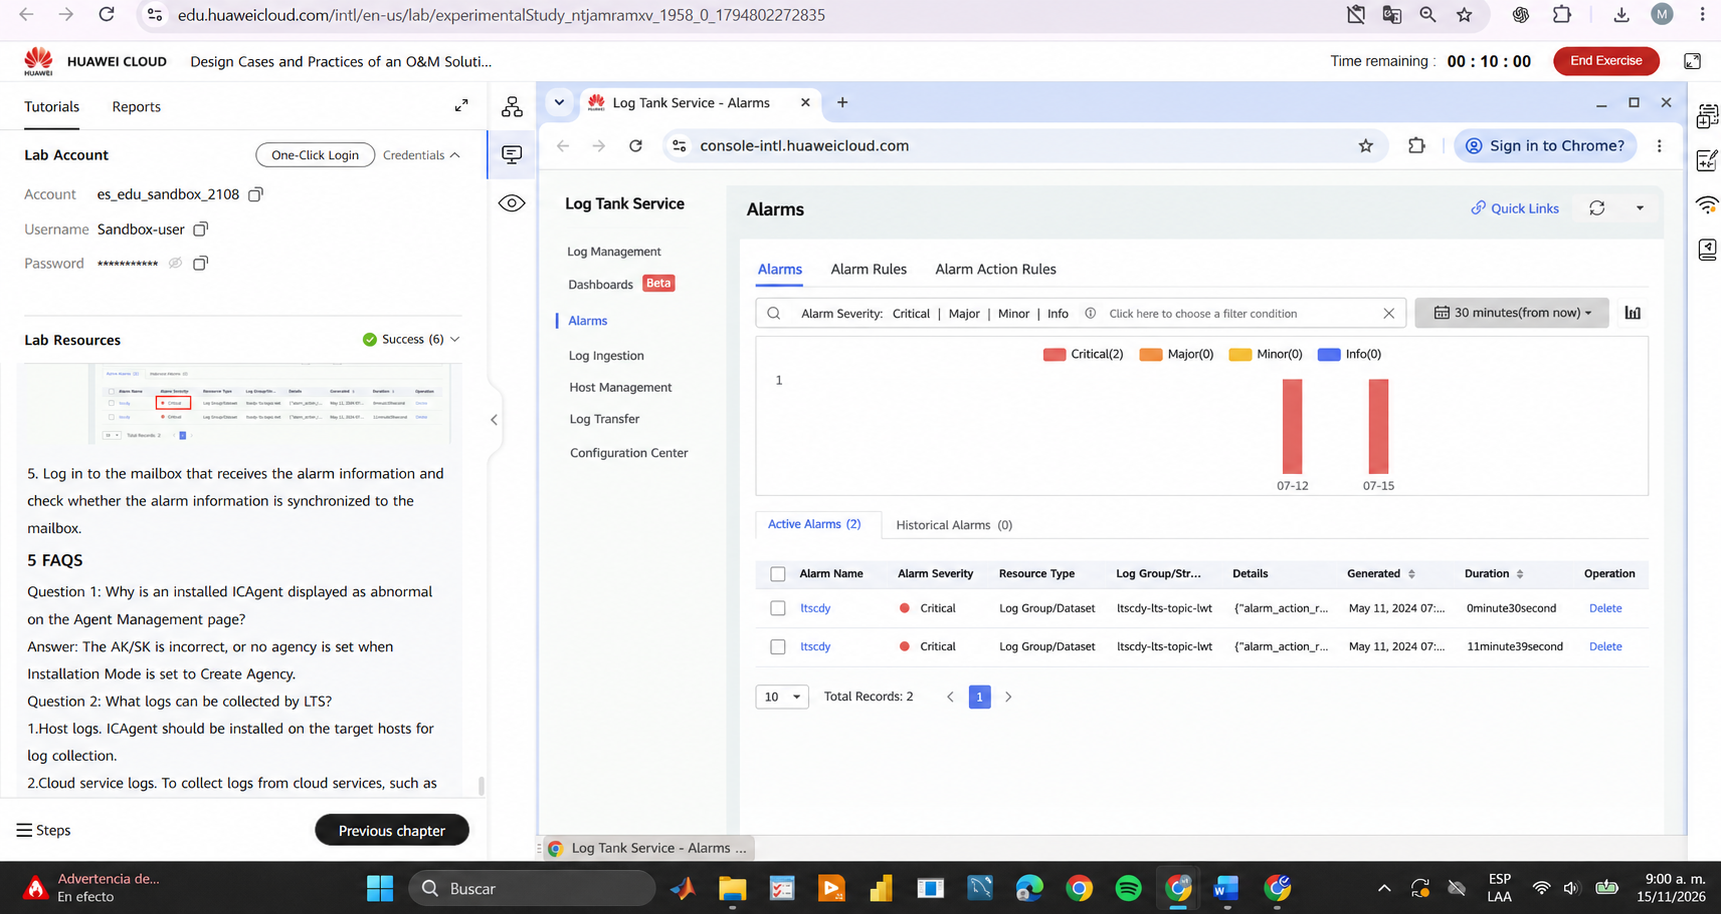 edu.huaweicloud.com/intl/en-us/lab/experimentalStudy_ntjamramxv_1958_0_1794802272835
M
HUAWEI
HUAWEI CLOUD
Design Cases and Practices of an O&M Soluti...
Time remaining : 00 : 10 : 00
End Exercise
Tutorials
Reports
Lab Account
One-Click Login
Credentials
Account es_edu_sandbox_2108
Username Sandbox-user
Password ***********
Lab Resources
Success (6)
5. Log in to the mailbox that receives the alarm information and
check whether the alarm information is synchronized to the
mailbox.
5 FAQS
Question 1: Why is an installed ICAgent displayed as abnormal
on the Agent Management page?
Answer: The AK/SK is incorrect, or no agency is set when
Installation Mode is set to Create Agency.
Question 2: What logs can be collected by LTS?
1.Host logs. ICAgent should be installed on the target hosts for
log collection.
2.Cloud service logs. To collect logs from cloud services, such as
Steps
Previous chapter
Log Tank Service - Alarms
console-intl.huaweicloud.com
Sign in to Chrome?
Log Tank Service
Log Management
Dashboards Beta
Alarms
Log Ingestion
Host Management
Log Transfer
Configuration Center
Alarms
Quick Links
Alarms
Alarm Rules
Alarm Action Rules
Alarm Severity: Critical | Major | Minor | Info Click here to choose a filter condition
30 minutes(from now)
Critical(2) Major(0) Minor(0) Info(0)
1
07-12 07-15
Active Alarms (2)
Historical Alarms (0)
Alarm Name Alarm Severity Resource Type Log Group/Str... Details Generated Duration Operation
ltscdy Critical Log Group/Dataset ltscdy-lts-topic-lwt {"alarm_action_r... May 11, 2024 07:... 0minute30second Delete
ltscdy Critical Log Group/Dataset ltscdy-lts-topic-lwt {"alarm_action_r... May 11, 2024 07:... 11minute39second Delete
10 Total Records: 2 < 1 >
Log Tank Service - Alarms ...
Advertencia de...
En efecto
Buscar
ESP
LAA
9:00 a. m.
15/11/2026